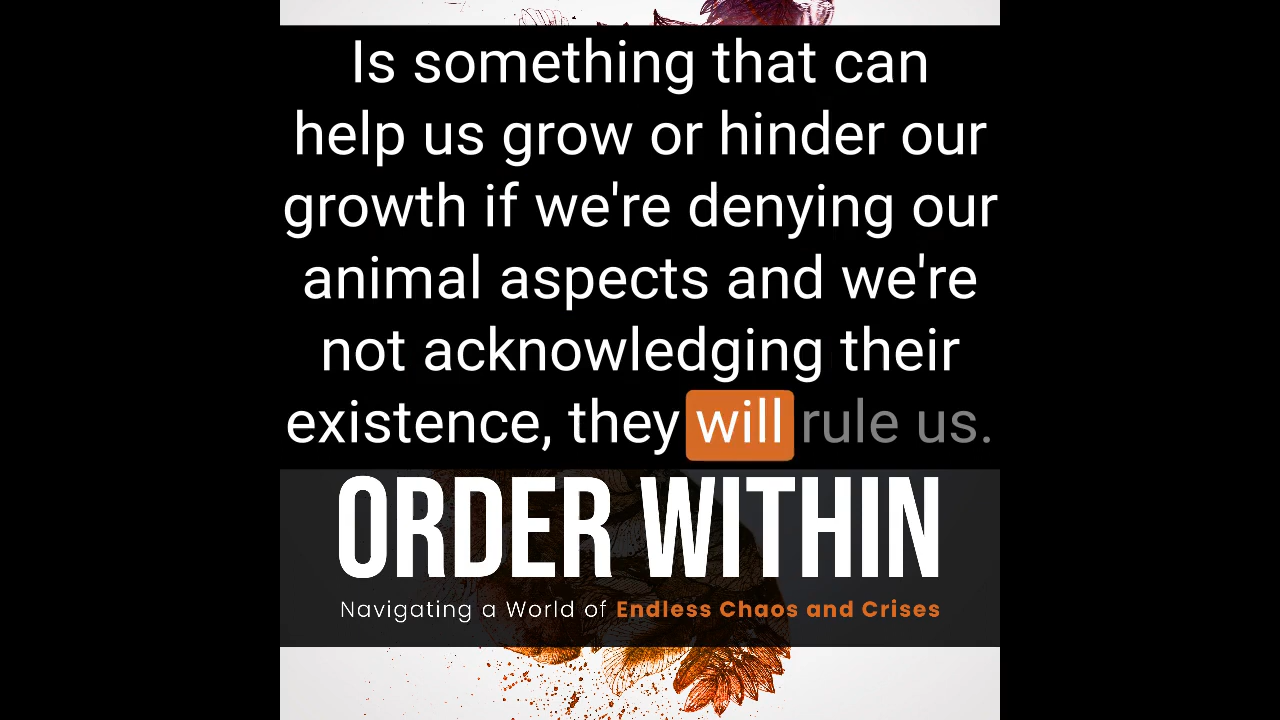 Is something that can
help us grow or hinder our
growth if we're denying our
animal aspects and we're
not acknowledging their
existence, they will rule us.
ORDER WITHIN
Navigating a World of Endless Chaos and Crises